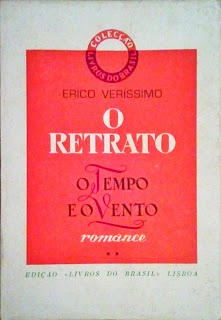 COLECÇÃO
LIVROS DO BRASIL
ERICO VERISSIMO
O
RETRATO
O TEMPO
E O VENTO
romance
**
EDIÇÃO «LIVROS DO BRASIL» LISBOA